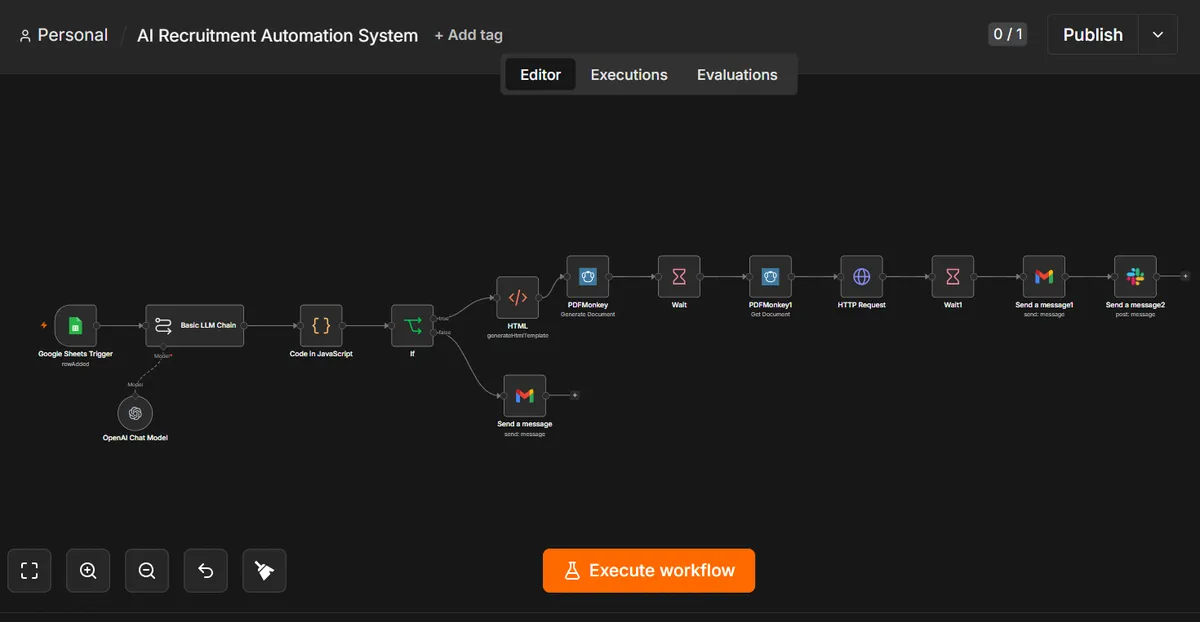 Personal / AI Recruitment Automation System + Add tag 0 / 1 Publish
Editor Executions Evaluations
Google Sheets Trigger
rowAdded
Basic LLM Chain
Model*
Model
OpenAI Chat Model
{ }
Code in JavaScript
If
true
false
</>
HTML
generateHtmlTemplate
PDFMonkey
Generate Document
Wait
PDFMonkey1
Get Document
HTTP Request
Wait1
Send a message1
send: message
Send a message2
post: message
Send a message
send: message
Execute workflow